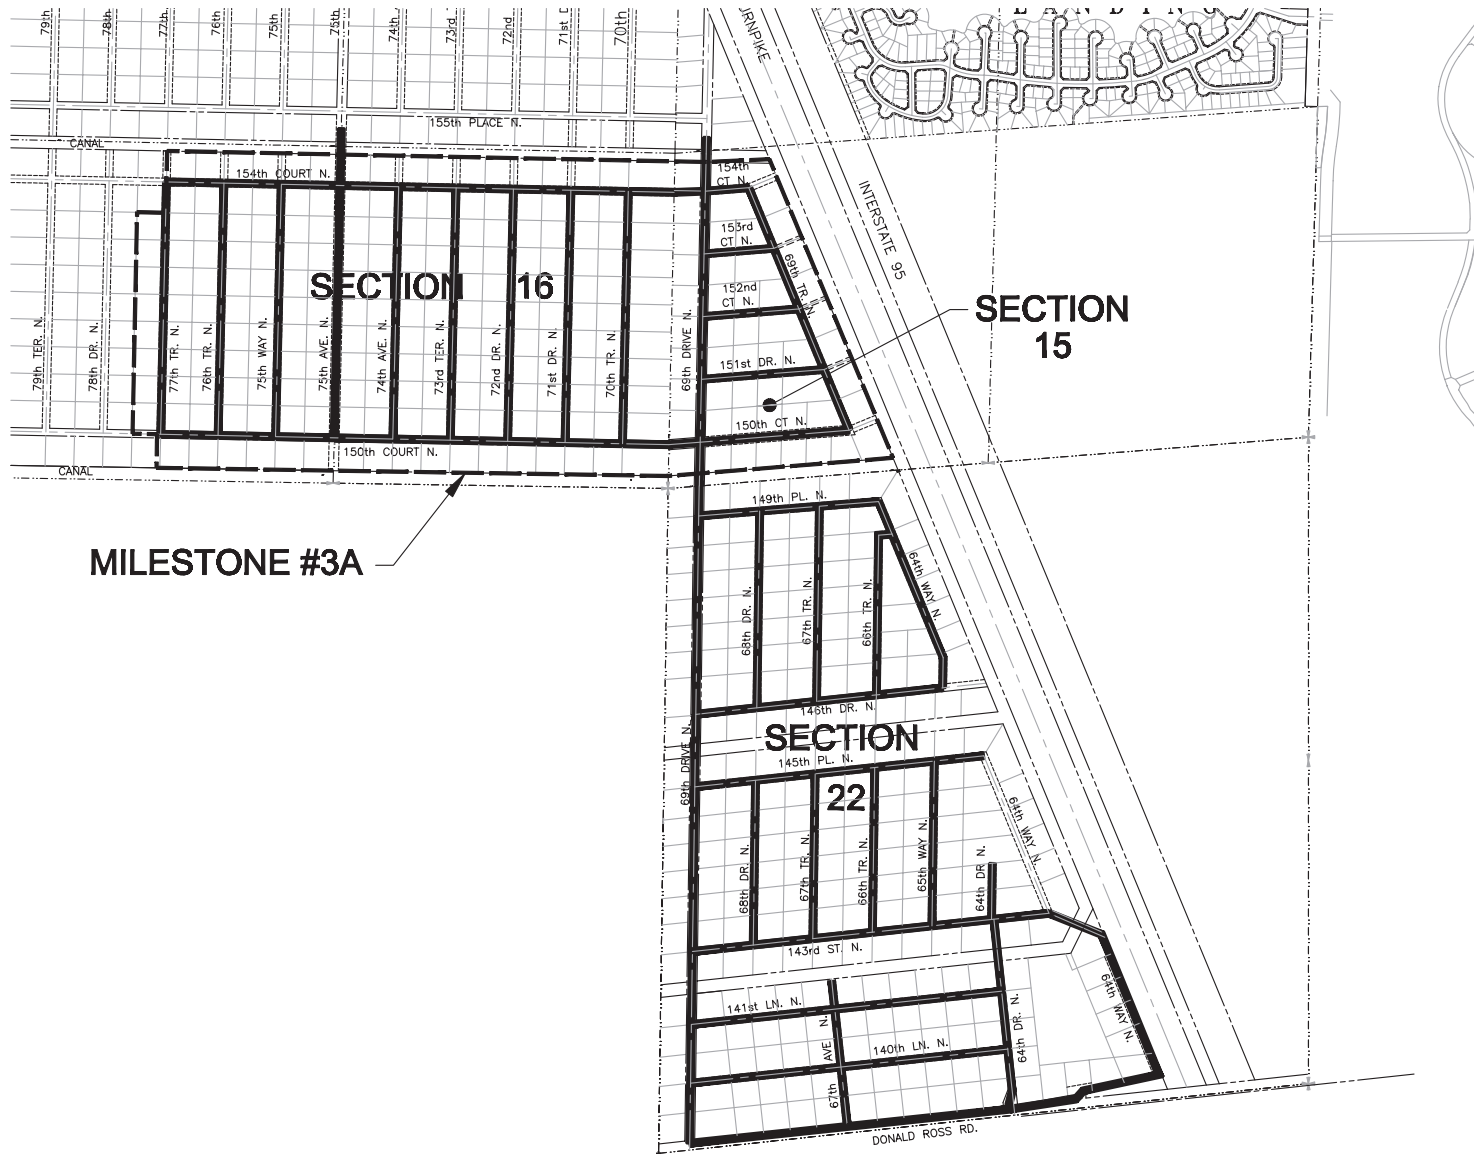 79th
78th
77th
76th
75th
75th
74th
73rd
72nd
71st
70th
155th PLACE N.
CANAL
154th COURT N.
154th
CT N.
153rd
CT N.
152nd
CT N.
69th TR. N.
INTERSTATE 95
SECTION 16
SECTION
15
79th TER. N.
78th DR. N.
77th TR. N.
76th TR. N.
75th WAY N.
75th AVE. N.
74th AVE. N.
73rd TER. N.
72nd DR. N.
71st DR. N.
70th TR. N.
69th DRIVE N.
151st DR. N.
150th CT N.
150th COURT N.
CANAL
149th PL. N.
MILESTONE #3A
68th DR. N.
67th TR. N.
66th TR. N.
64th WAY N.
146th DR. N.
SECTION
22
69th DRIVE N.
145th PL. N.
68th DR. N.
67th TR. N.
66th TR. N.
65th WAY N.
64th DR. N.
64th WAY N.
143rd ST. N.
141st LN. N.
67th AVE N.
140th LN. N.
64th DR. N.
64th WAY N.
DONALD ROSS RD.